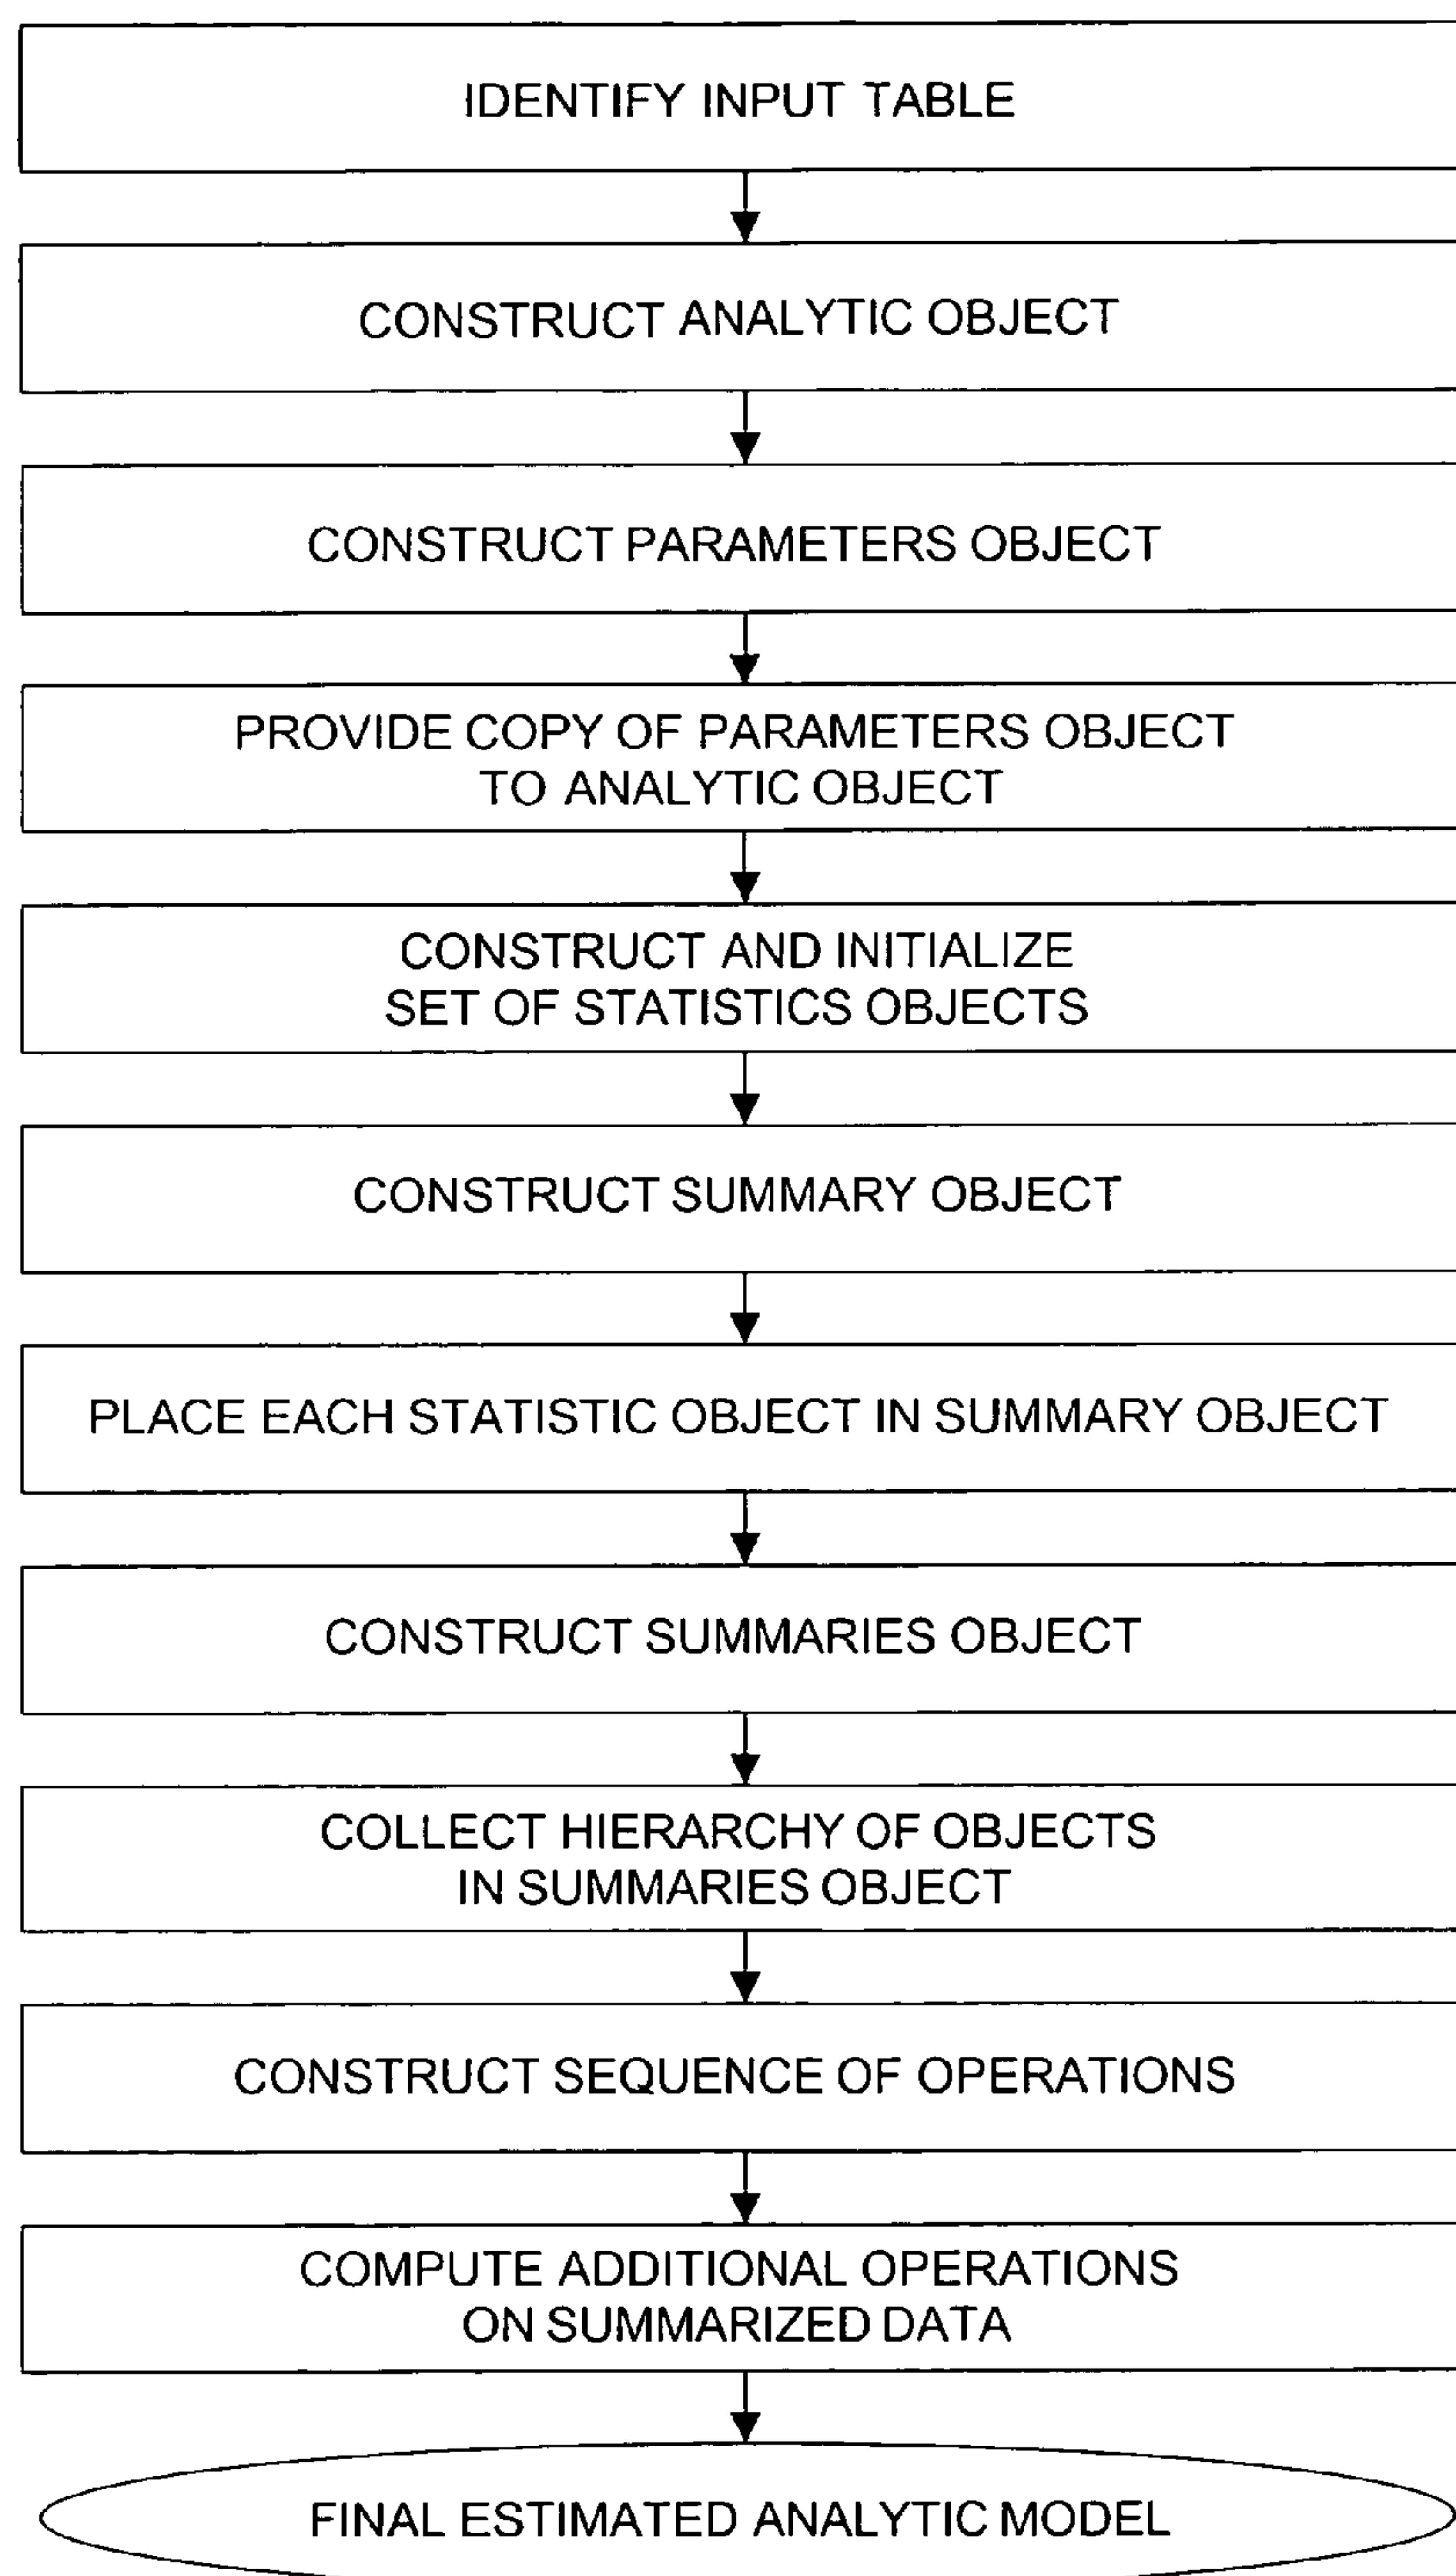 IDENTIFY INPUT TABLE
CONSTRUCT ANALYTIC OBJECT
CONSTRUCT PARAMETERS OBJECT
PROVIDE COPY OF PARAMETERS OBJECT
TO ANALYTIC OBJECT
CONSTRUCT AND INITIALIZE
SET OF STATISTICS OBJECTS
CONSTRUCT SUMMARY OBJECT
PLACE EACH STATISTIC OBJECT IN SUMMARY OBJECT
CONSTRUCT SUMMARIES OBJECT
COLLECT HIERARCHY OF OBJECTS
IN SUMMARIES OBJECT
CONSTRUCT SEQUENCE OF OPERATIONS
COMPUTE ADDITIONAL OPERATIONS
ON SUMMARIZED DATA
FINAL ESTIMATED ANALYTIC MODEL